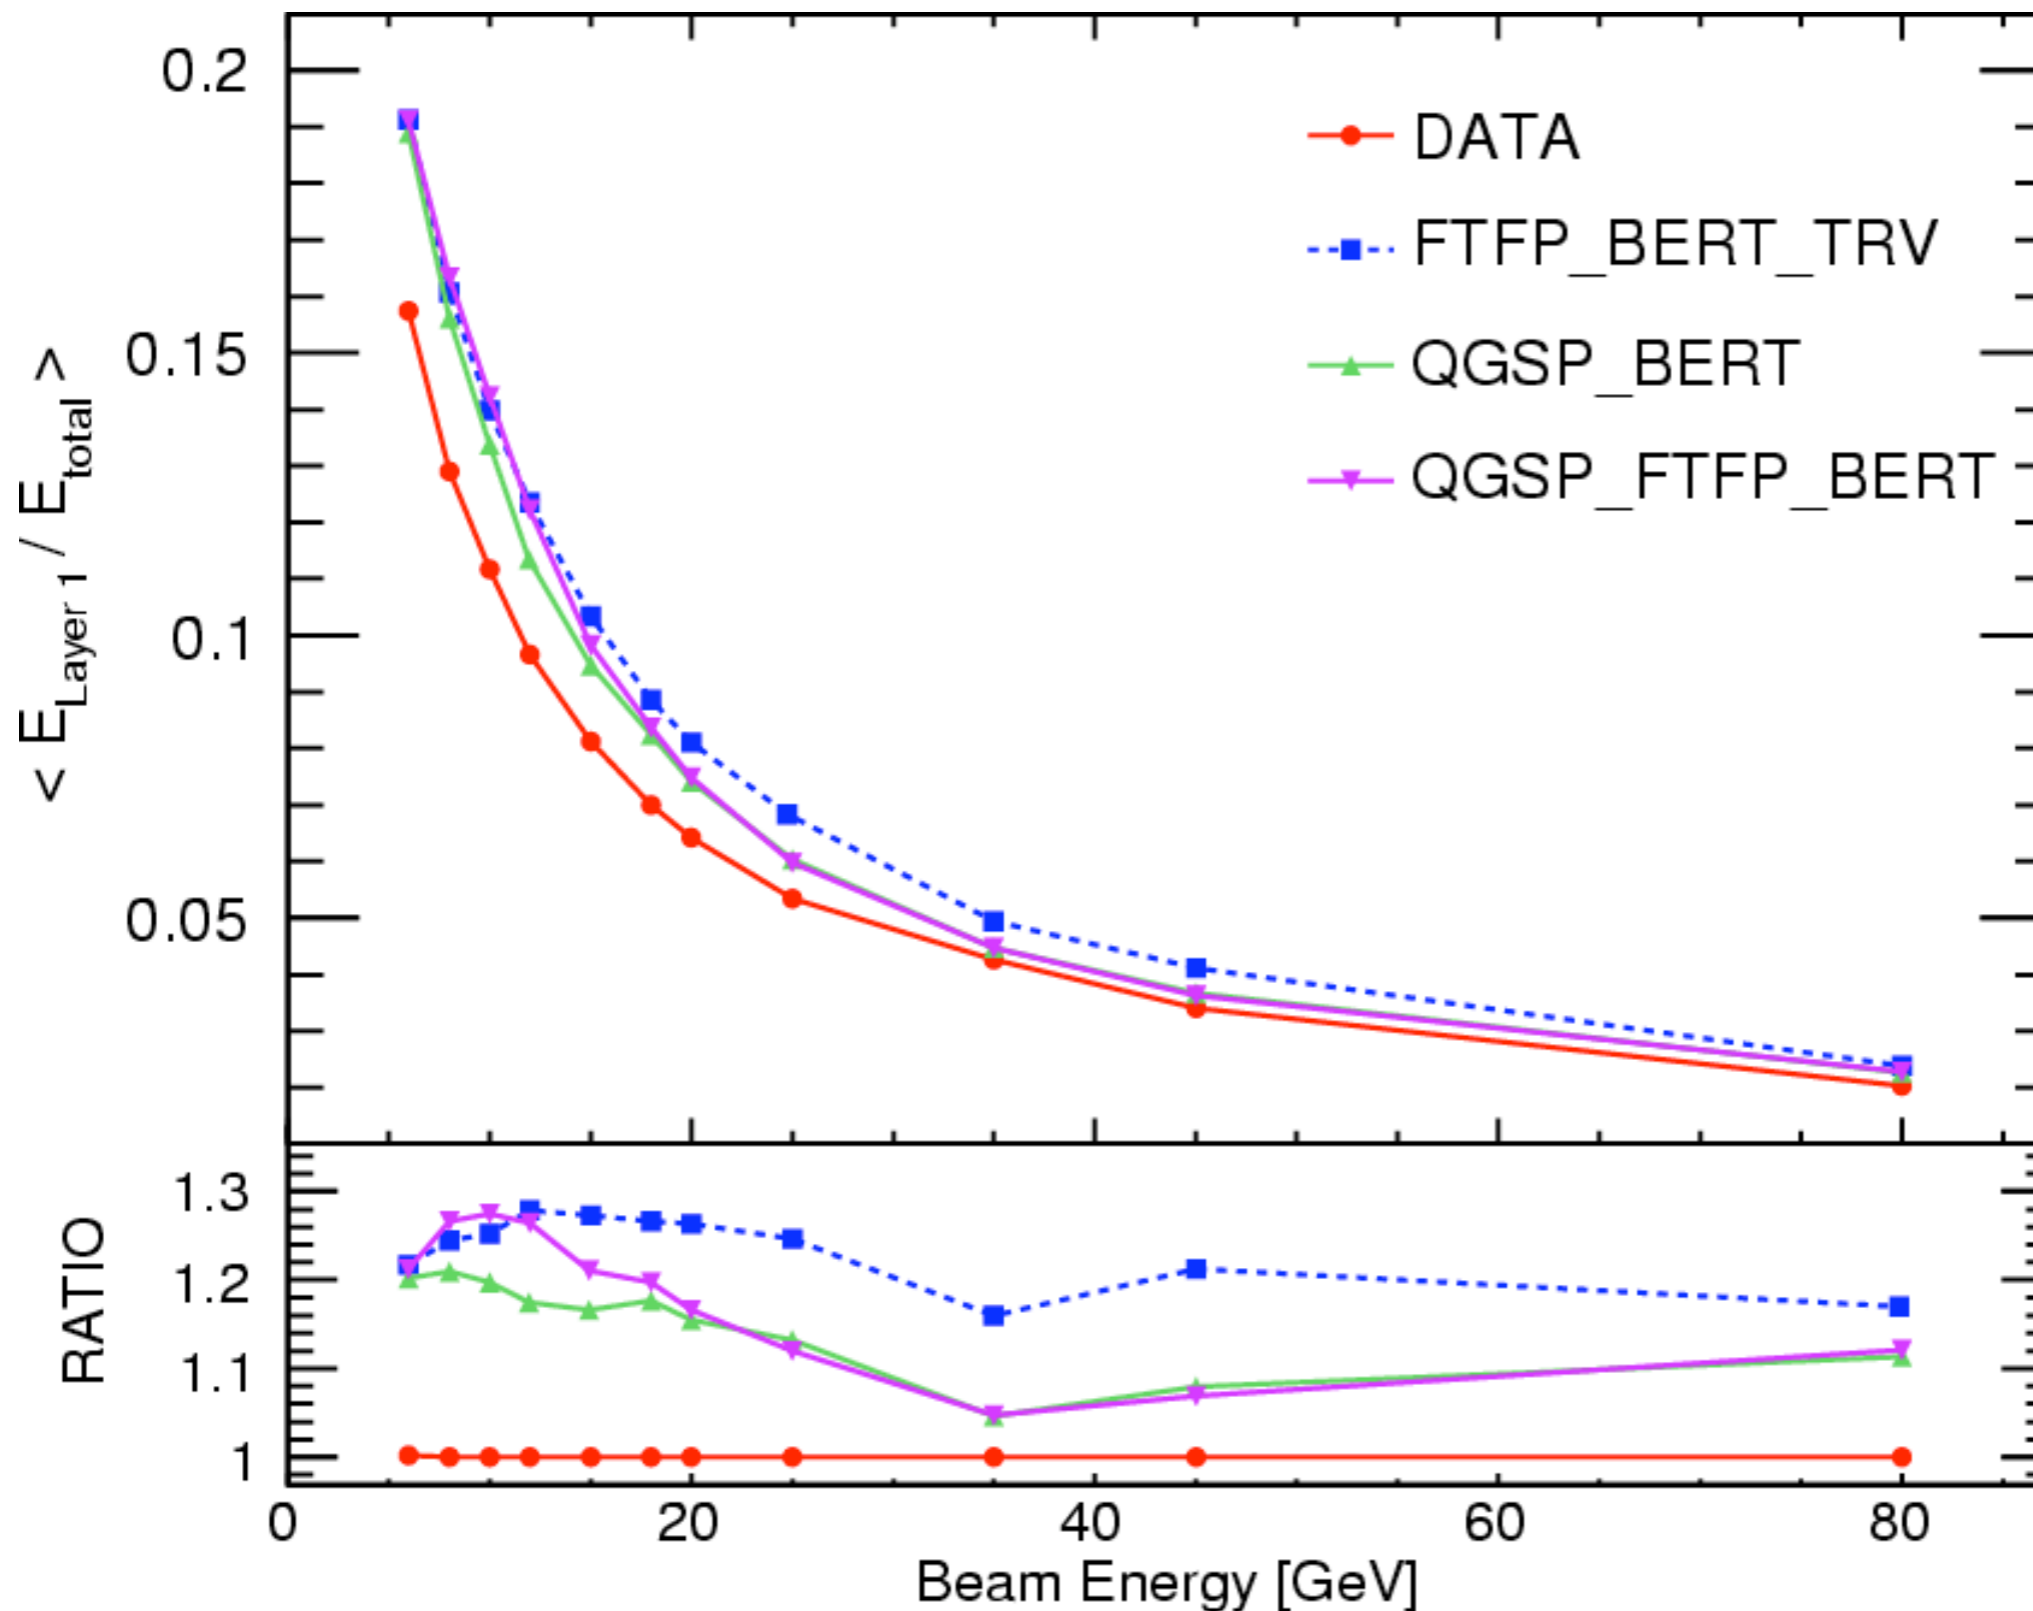 0.2
0.15
0.1
0.05
< E_Layer 1 / E_total >
DATA
FTFP_BERT_TRV
QGSP_BERT
QGSP_FTFP_BERT
1.3
1.2
1.1
1
RATIO
0 20 40 60 80
Beam Energy [GeV]